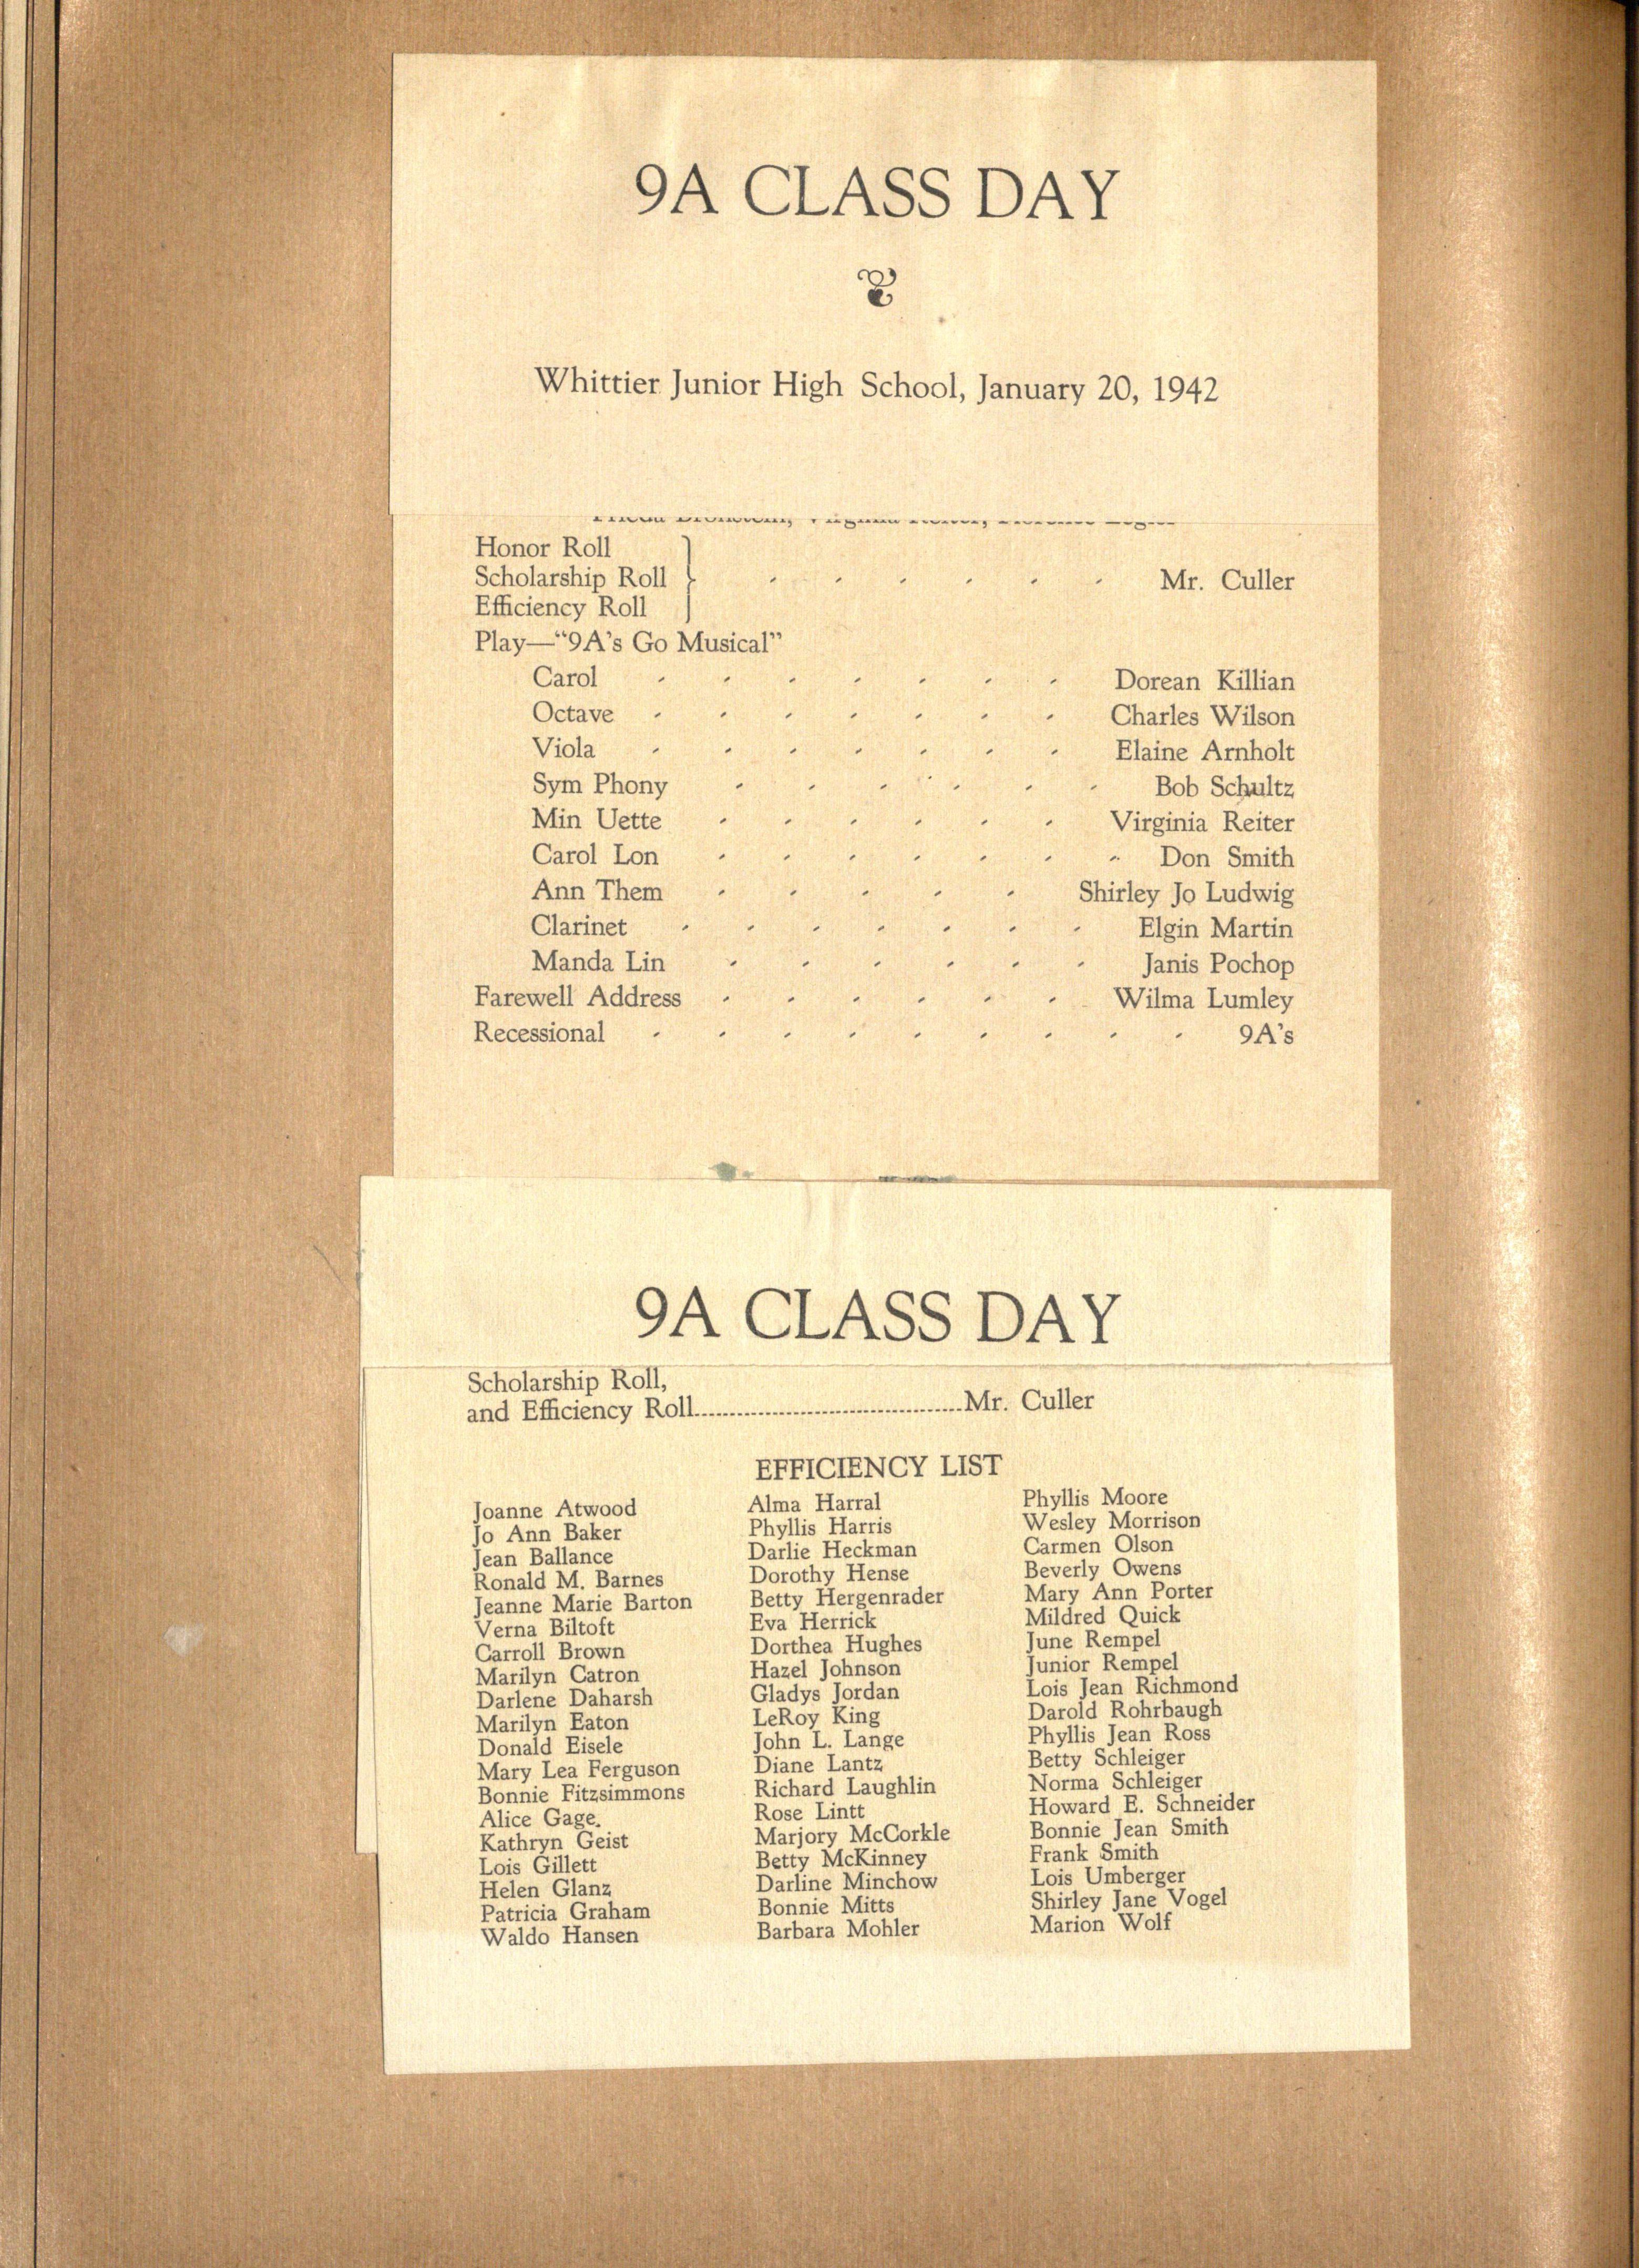 9A CLASS DAY
Whittier Junior High School, January 20, 1942
Honor Roll
Scholarship Roll } - - - - - - Mr. Culler
Efficiency Roll
Play—“9A’s Go Musical”
Carol - - - - - - - Dorean Killian
Octave - - - - - - - Charles Wilson
Viola - - - - - - - Elaine Arnholt
Sym Phony - - - - - - Bob Schultz
Min Uette - - - - - - Virginia Reiter
Carol Lon - - - - - - - Don Smith
Ann Them - - - - - Shirley Jo Ludwig
Clarinet - - - - - - - Elgin Martin
Manda Lin - - - - - - Janis Pochop
Farewell Address - - - - - - Wilma Lumley
Recessional - - - - - - - - - 9A’s
9A CLASS DAY
Scholarship Roll,
and Efficiency Roll......................................Mr. Culler
EFFICIENCY LIST
Joanne Atwood
Jo Ann Baker
Jean Ballance
Ronald M. Barnes
Jeanne Marie Barton
Verna Biltoft
Carroll Brown
Marilyn Catron
Darlene Daharsh
Marilyn Eaton
Donald Eisele
Mary Lea Ferguson
Bonnie Fitzsimmons
Alice Gage.
Kathryn Geist
Lois Gillett
Helen Glanz
Patricia Graham
Waldo Hansen
Alma Harral
Phyllis Harris
Darlie Heckman
Dorothy Hense
Betty Hergenrader
Eva Herrick
Dorthea Hughes
Hazel Johnson
Gladys Jordan
LeRoy King
John L. Lange
Diane Lantz
Richard Laughlin
Rose Lintt
Marjory McCorkle
Betty McKinney
Darline Minchow
Bonnie Mitts
Barbara Mohler
Phyllis Moore
Wesley Morrison
Carmen Olson
Beverly Owens
Mary Ann Porter
Mildred Quick
June Rempel
Junior Rempel
Lois Jean Richmond
Darold Rohrbaugh
Phyllis Jean Ross
Betty Schleiger
Norma Schleiger
Howard E. Schneider
Bonnie Jean Smith
Frank Smith
Lois Umberger
Shirley Jane Vogel
Marion Wolf